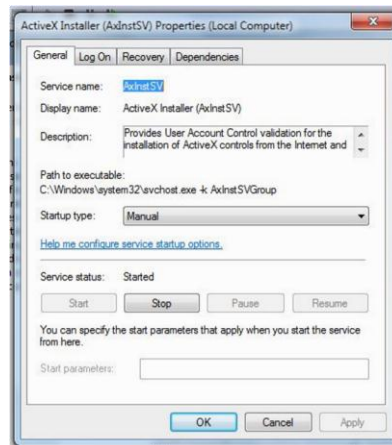 ActiveX Installer (AxInstSV) Properties (Local Computer)
General Log On Recovery Dependencies
Service name: AxInstSV
Display name: ActiveX Installer (AxInstSV)
Description: Provides User Account Control validation for the
installation of ActiveX controls from the Internet and
Path to executable:
C:\Windows\system32\svchost.exe -k AxInstSVGroup
Startup type: Manual
Help me configure service startup options.
Service status: Started
Start Stop Pause Resume
You can specify the start parameters that apply when you start the service
from here.
Start parameters:
OK Cancel Apply